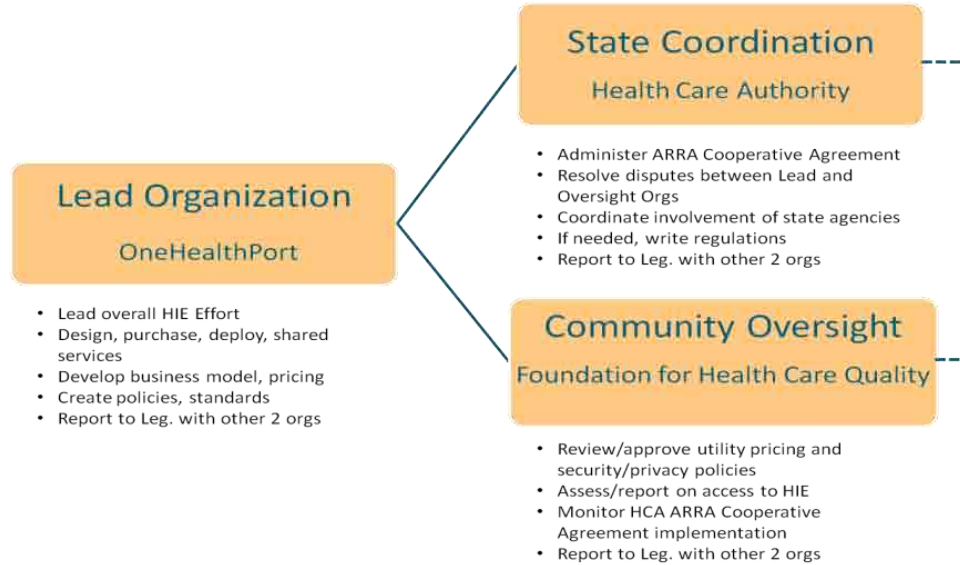 Lead Organization
OneHealthPort
• Lead overall HIE Effort
• Design, purchase, deploy, shared
services
• Develop business model, pricing
• Create policies, standards
• Report to Leg. with other 2 orgs
State Coordination
Health Care Authority
• Administer ARRA Cooperative Agreement
• Resolve disputes between Lead and
Oversight Orgs
• Coordinate involvement of state agencies
• If needed, write regulations
• Report to Leg. with other 2 orgs
Community Oversight
Foundation for Health Care Quality
• Review/approve utility pricing and
security/privacy policies
• Assess/report on access to HIE
• Monitor HCA ARRA Cooperative
Agreement implementation
• Report to Leg. with other 2 orgs